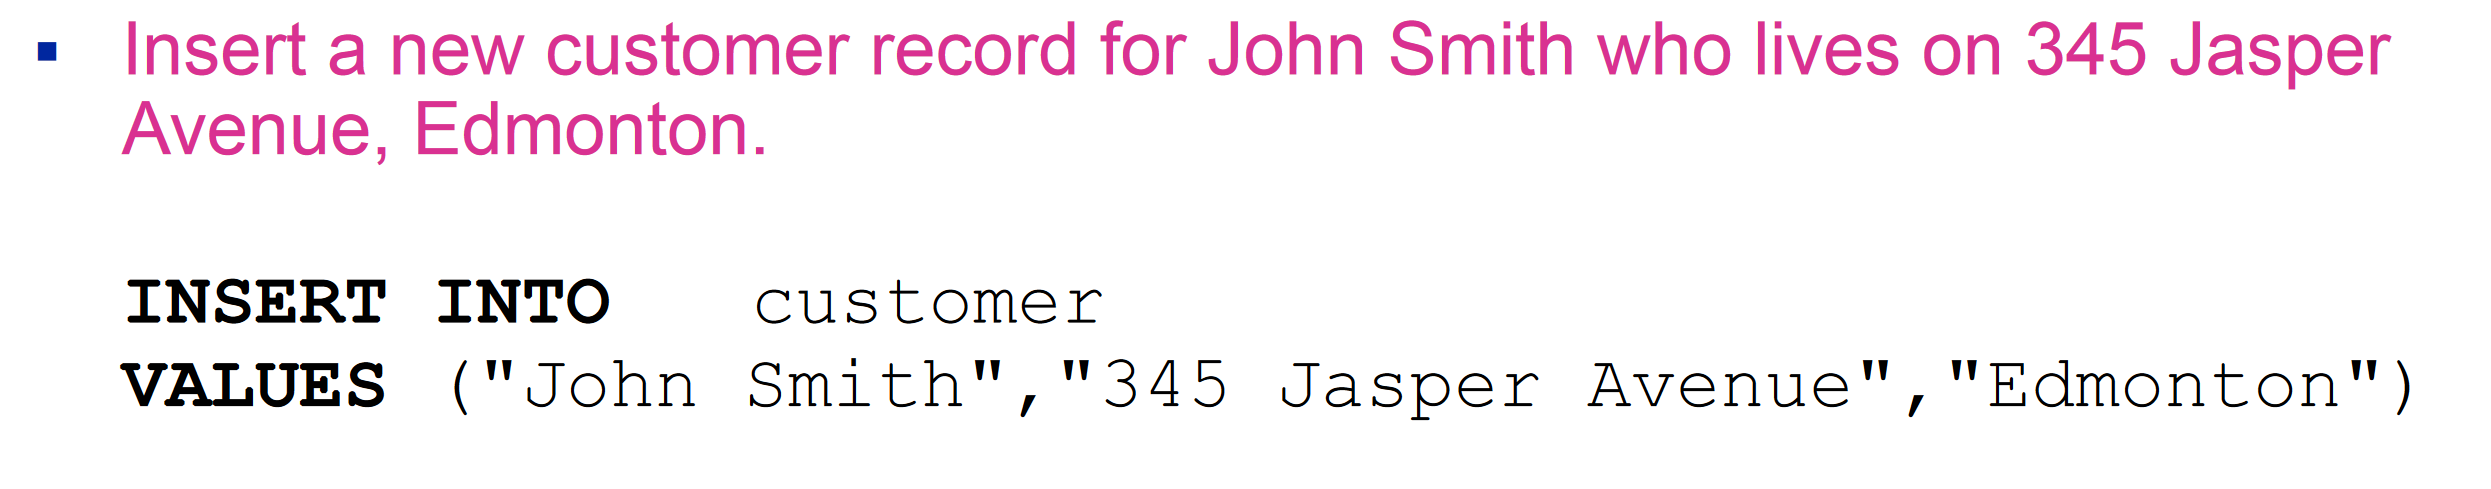 ▪ Insert a new customer record for John Smith who lives on 345 Jasper
Avenue, Edmonton.
INSERT INTO customer
VALUES ("John Smith","345 Jasper Avenue","Edmonton")